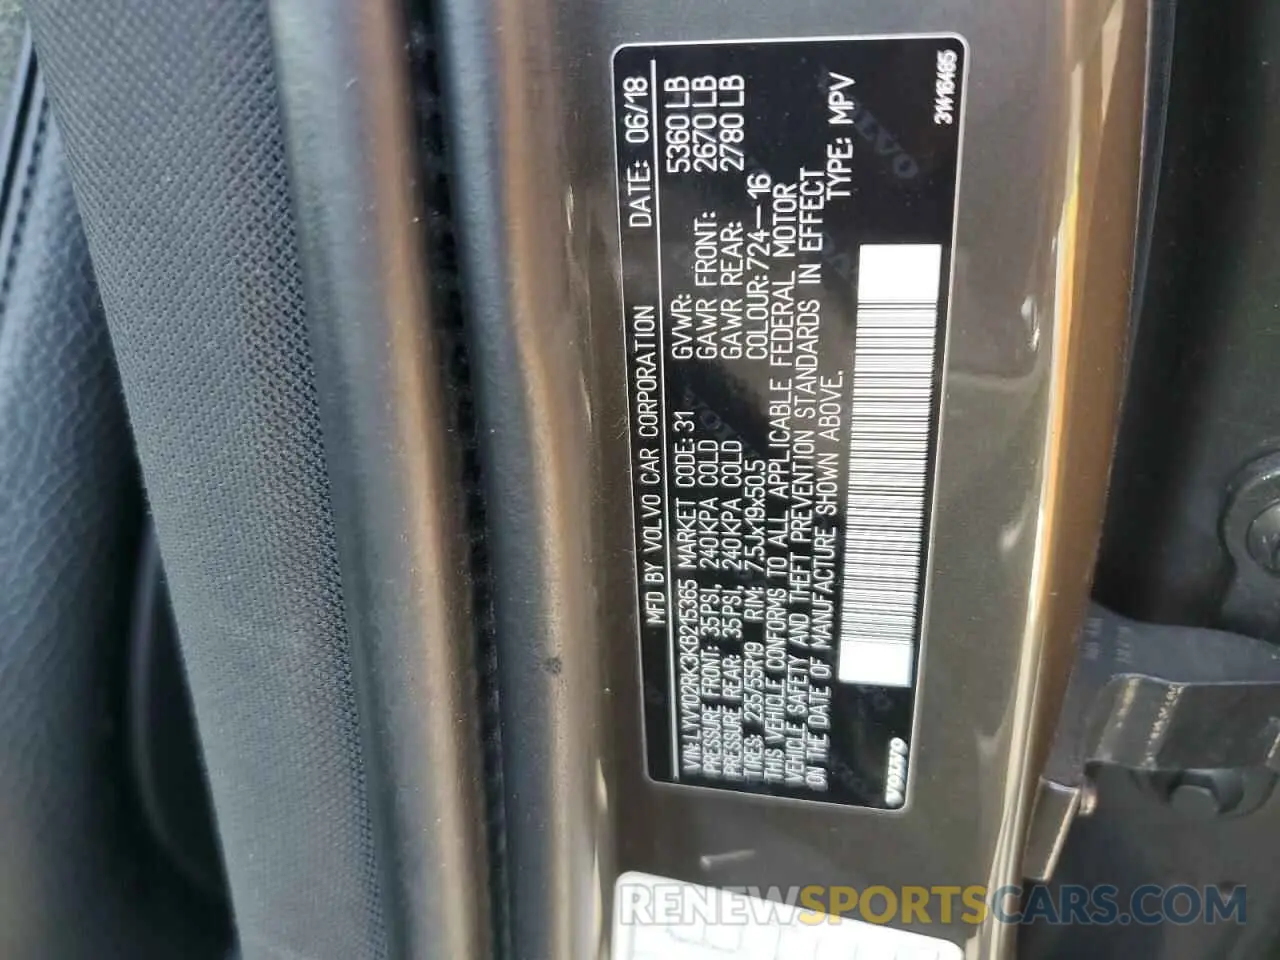 MFD BY VOLVO CAR CORPORATION DATE: 06/18
VIN: LYV102RK3KB215365 MARKET CODE: 31 GVWR: 5360 LB
PRESSURE FRONT: 35PSI, 240KPA COLD GAWR FRONT: 2670 LB
PRESSURE REAR: 35PSI, 240KPA COLD GAWR REAR: 2780 LB
TIRES: 235/55R19 RIM: 7.5Jx19x50.5 COLOUR: 724-16
THIS VEHICLE CONFORMS TO ALL APPLICABLE FEDERAL MOTOR
VEHICLE SAFETY AND THEFT PREVENTION STANDARDS IN EFFECT
ON THE DATE OF MANUFACTURE SHOWN ABOVE. TYPE: MPV
VOLVO
31416485
RENEWSPORTSCARS.COM